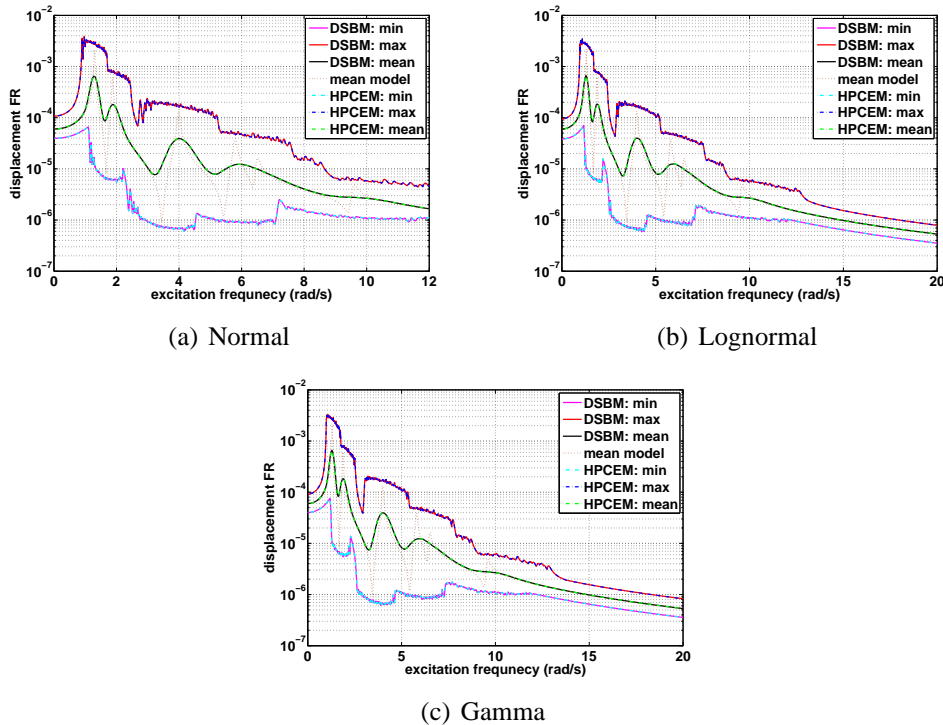 10^-2
10^-3
10^-4
10^-5
10^-6
10^-7
displacement FR
0 2 4 6 8 10 12
excitation frequnecy (rad/s)
DSBM: min
DSBM: max
DSBM: mean
mean model
HPCEM: min
HPCEM: max
HPCEM: mean
(a) Normal
10^-2
10^-3
10^-4
10^-5
10^-6
10^-7
displacement FR
0 5 10 15 20
excitation frequnecy (rad/s)
DSBM: min
DSBM: max
DSBM: mean
mean model
HPCEM: min
HPCEM: max
HPCEM: mean
(b) Lognormal
10^-2
10^-3
10^-4
10^-5
10^-6
10^-7
displacement FR
0 5 10 15 20
excitation frequnecy (rad/s)
DSBM: min
DSBM: max
DSBM: mean
mean model
HPCEM: min
HPCEM: max
HPCEM: mean
(c) Gamma